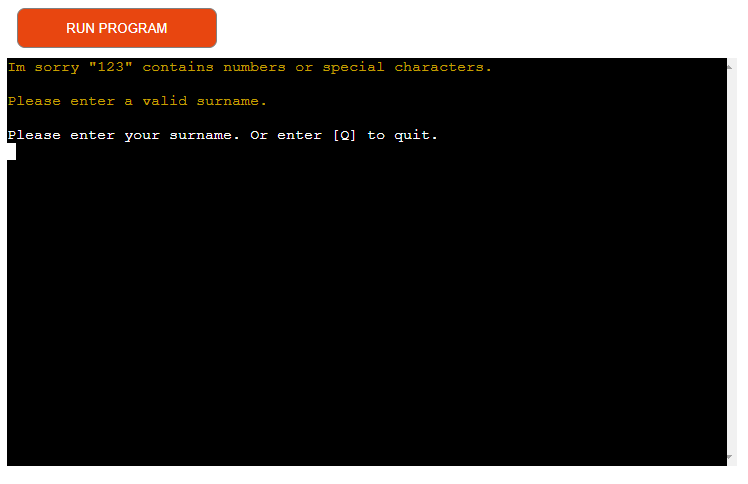 RUN PROGRAM
Im sorry "123" contains numbers or special characters.
Please enter a valid surname.
Please enter your surname. Or enter [Q] to quit.